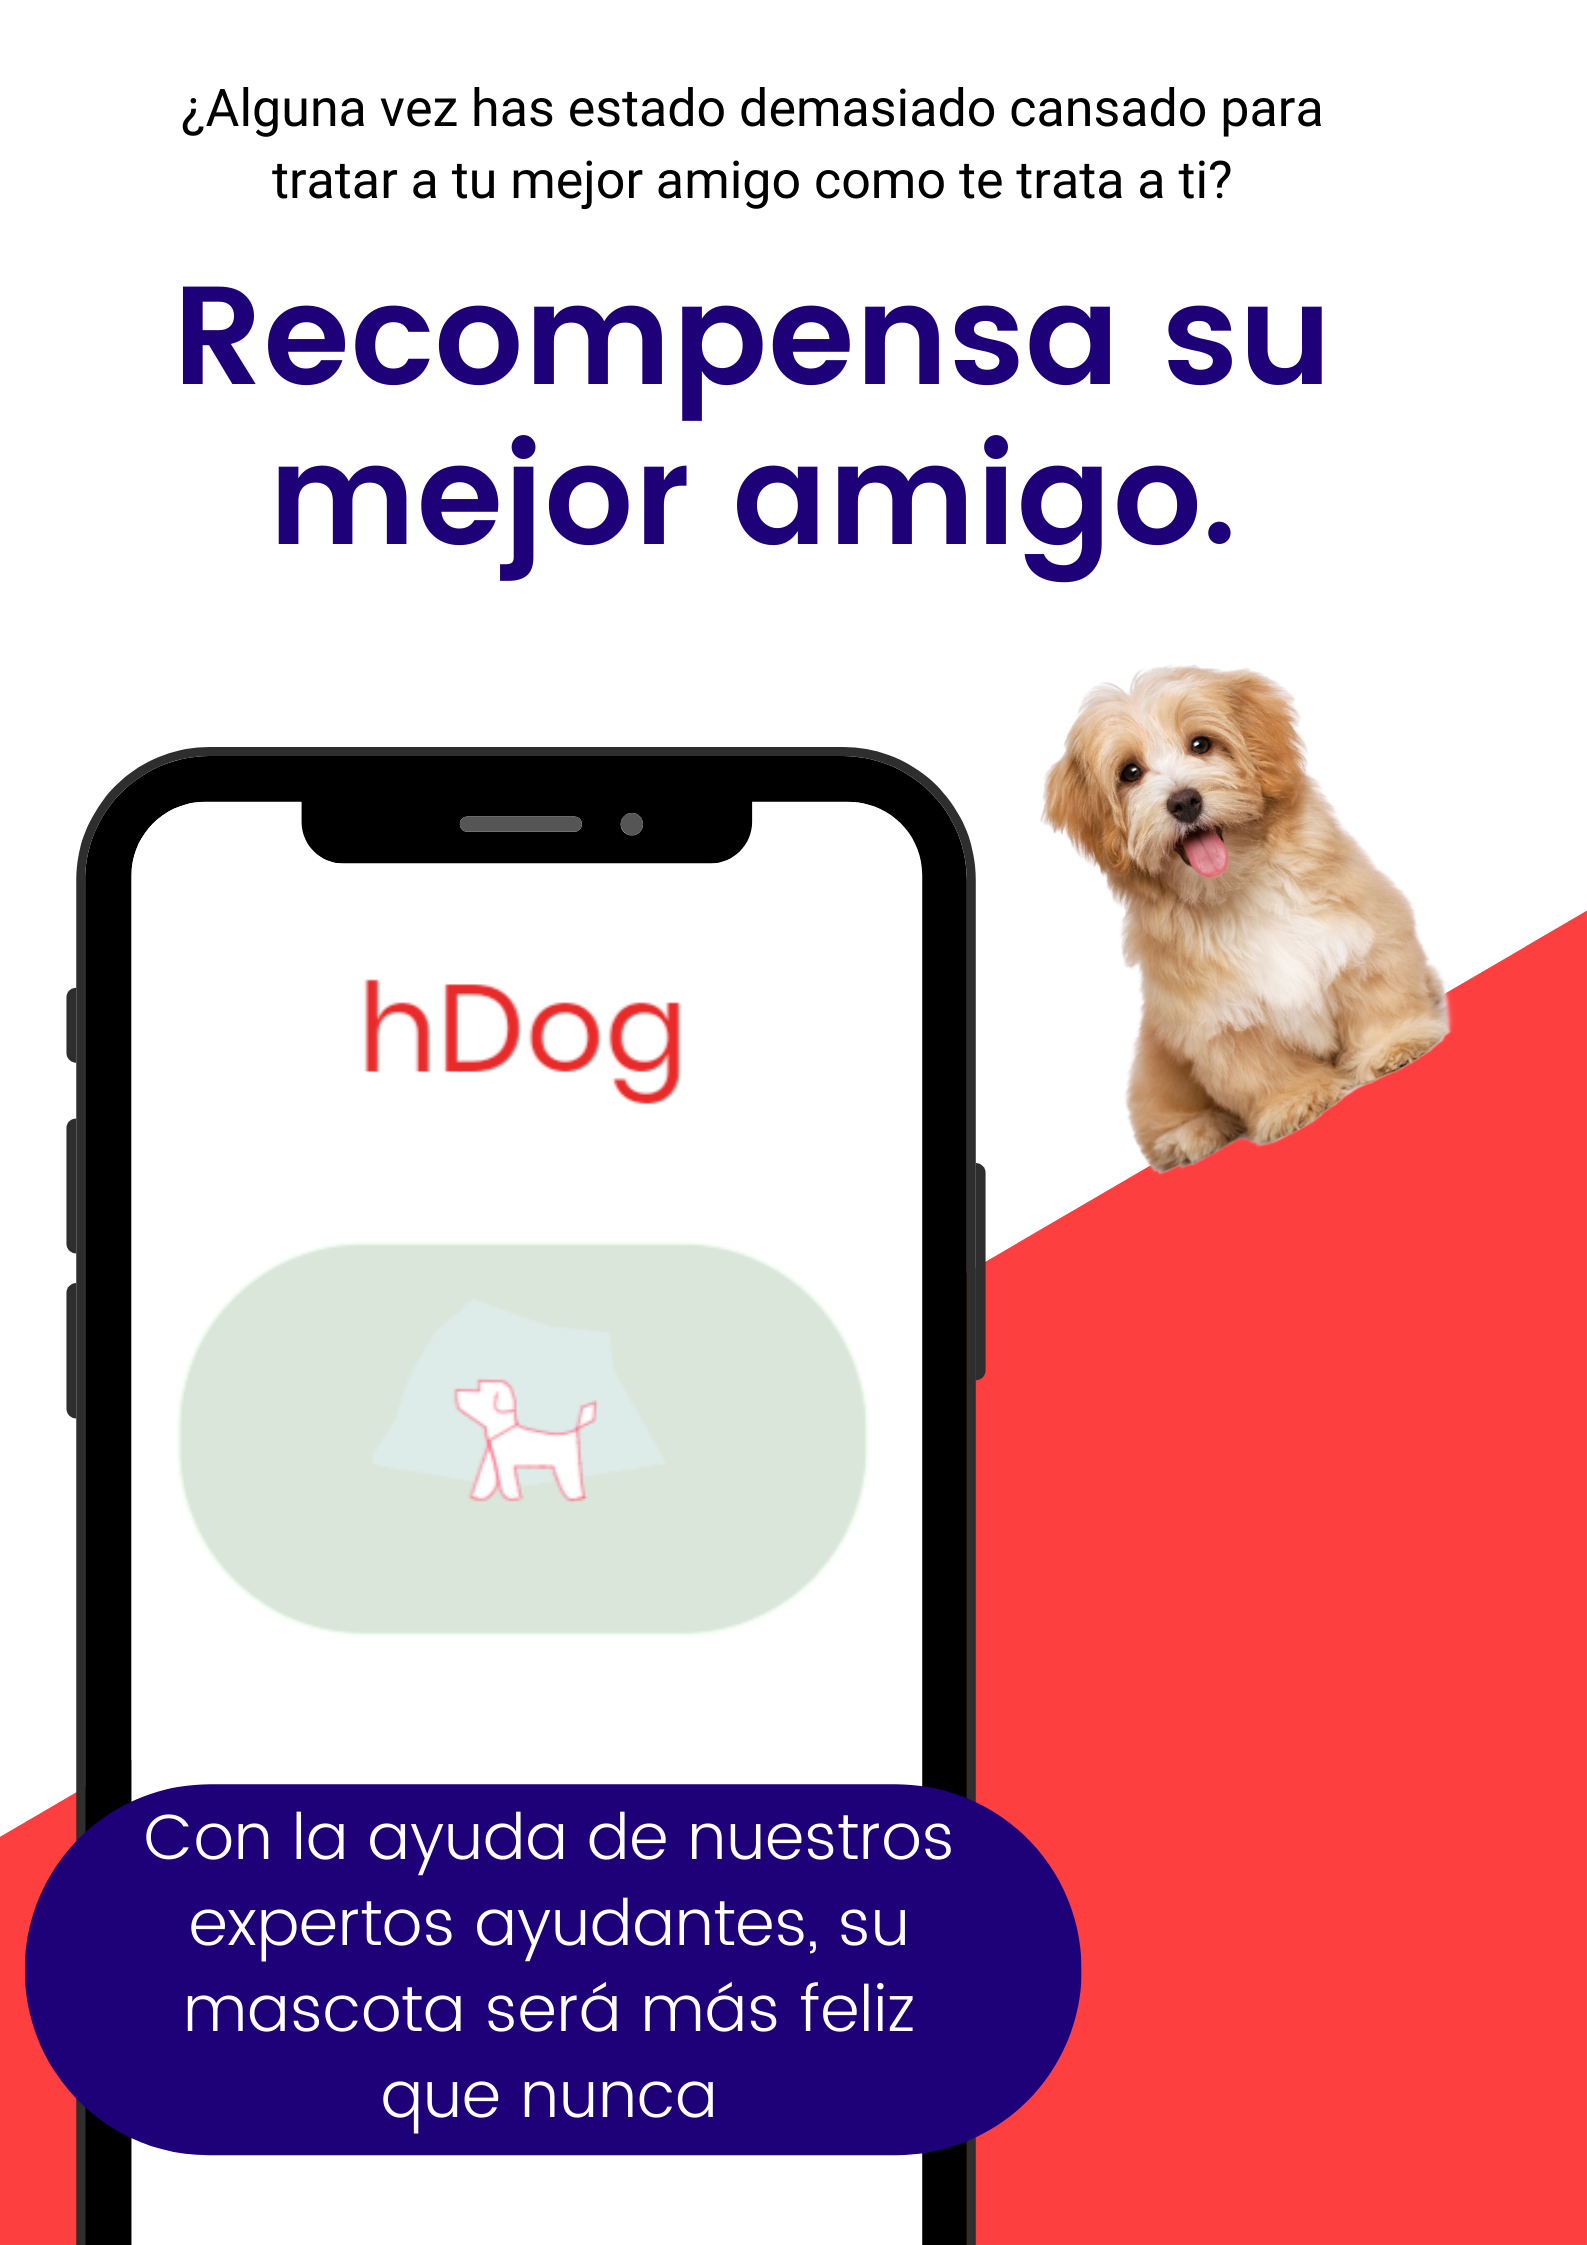 ¿Alguna vez has estado demasiado cansado para
tratar a tu mejor amigo como te trata a ti?
Recompensa su
mejor amigo.
hDog
Con la ayuda de nuestros
expertos ayudantes, su
mascota será más feliz
que nunca